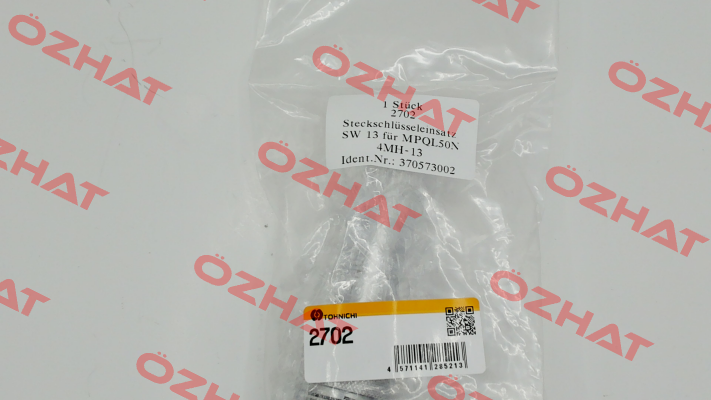 ÖZHAT
ÖZHAT
ÖZHAT
ÖZHAT
1 Stück
2702
Steckschlüsseleinsatz
SW 13 für MPQL50N
4MH-13
Ident.Nr.: 370573002
ÖZHAT
ÖZHAT
ÖZHAT
ÖZHAT
ÖZHAT
ÖZHAT
TOHNICHI
2702
4 571141 285213
ÖZHAT
ÖZHAT